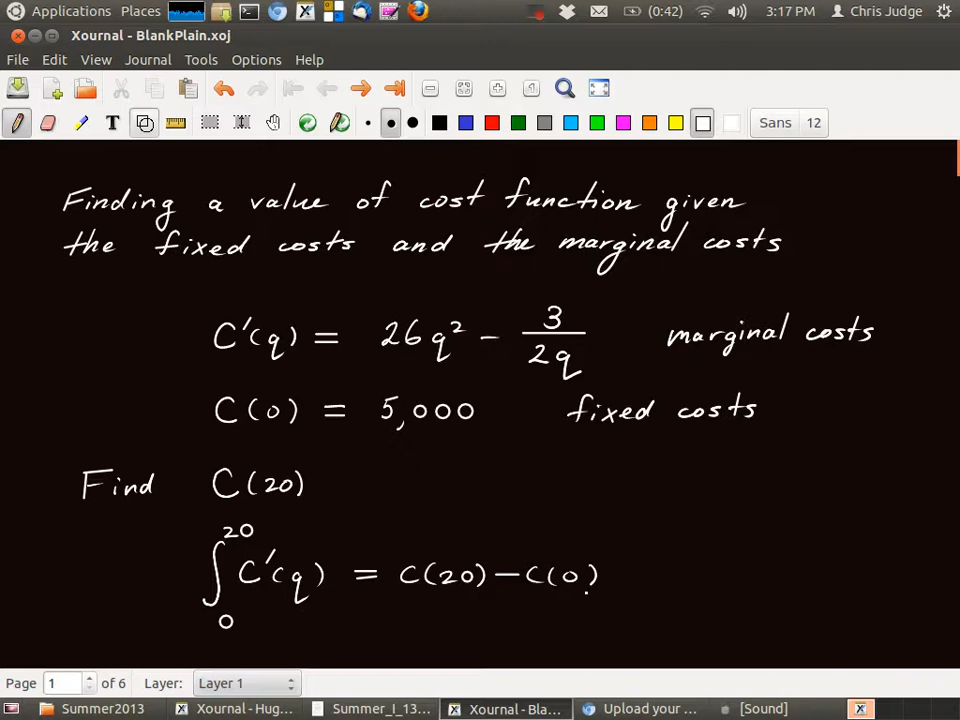 Applications Places (0:42) 3:17 PM Chris Judge
Xournal - BlankPlain.xoj
File Edit View Journal Tools Options Help
Sans 12
Finding a value of cost function given
the fixed costs and the marginal costs
C'(q) = 26q² - 3/2q marginal costs
C(0) = 5,000 fixed costs
Find C(20)
∫₀²⁰ C'(q) = C(20) - C(0)
Page 1 of 6 Layer: Layer 1
Summer2013 Xournal - Hug... Summer_I_13... Xournal - Bla... Upload your ... [Sound]